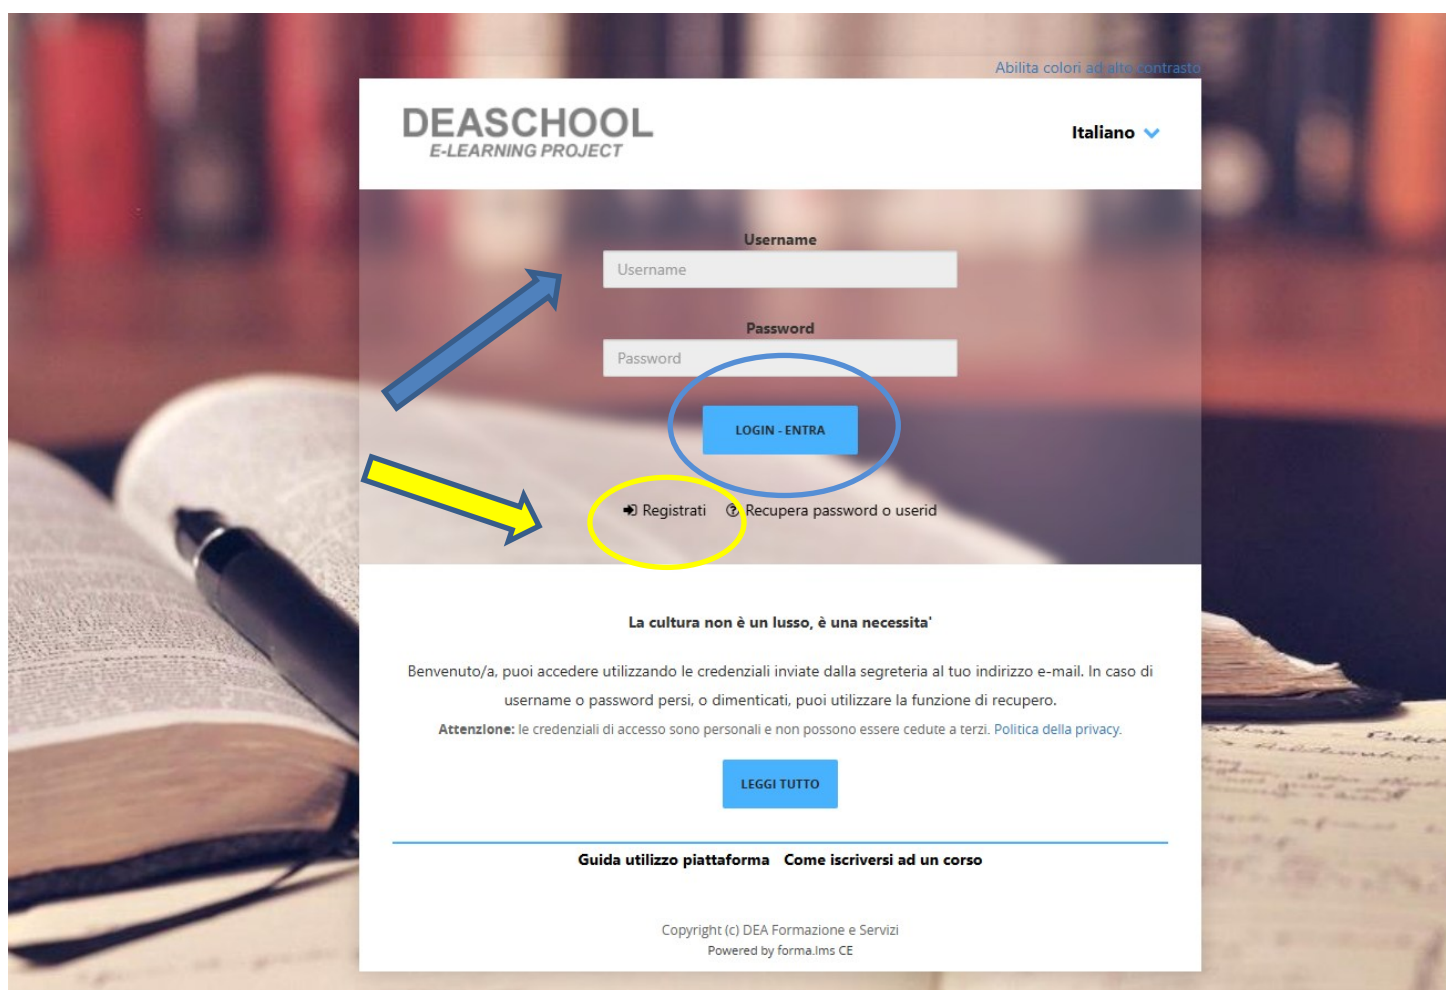 Abilita colori ad alto contrasto
DEASCHOOL
E-LEARNING PROJECT
Italiano
Username
Username
Password
Password
LOGIN - ENTRA
Registrati Recupera password o userid
La cultura non è un lusso, è una necessita'
Benvenuto/a, puoi accedere utilizzando le credenziali inviate dalla segreteria al tuo indirizzo e-mail. In caso di
username o password persi, o dimenticati, puoi utilizzare la funzione di recupero.
Attenzione: le credenziali di accesso sono personali e non possono essere cedute a terzi. Politica della privacy.
LEGGI TUTTO
Guida utilizzo piattaforma Come iscriversi ad un corso
Copyright (c) DEA Formazione e Servizi
Powered by forma.lms CE